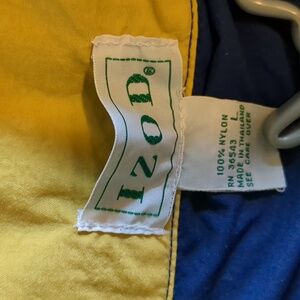 IZOD®
100% NYLON L
RN 36543
MADE IN THAILAND
SEE CARE OVER